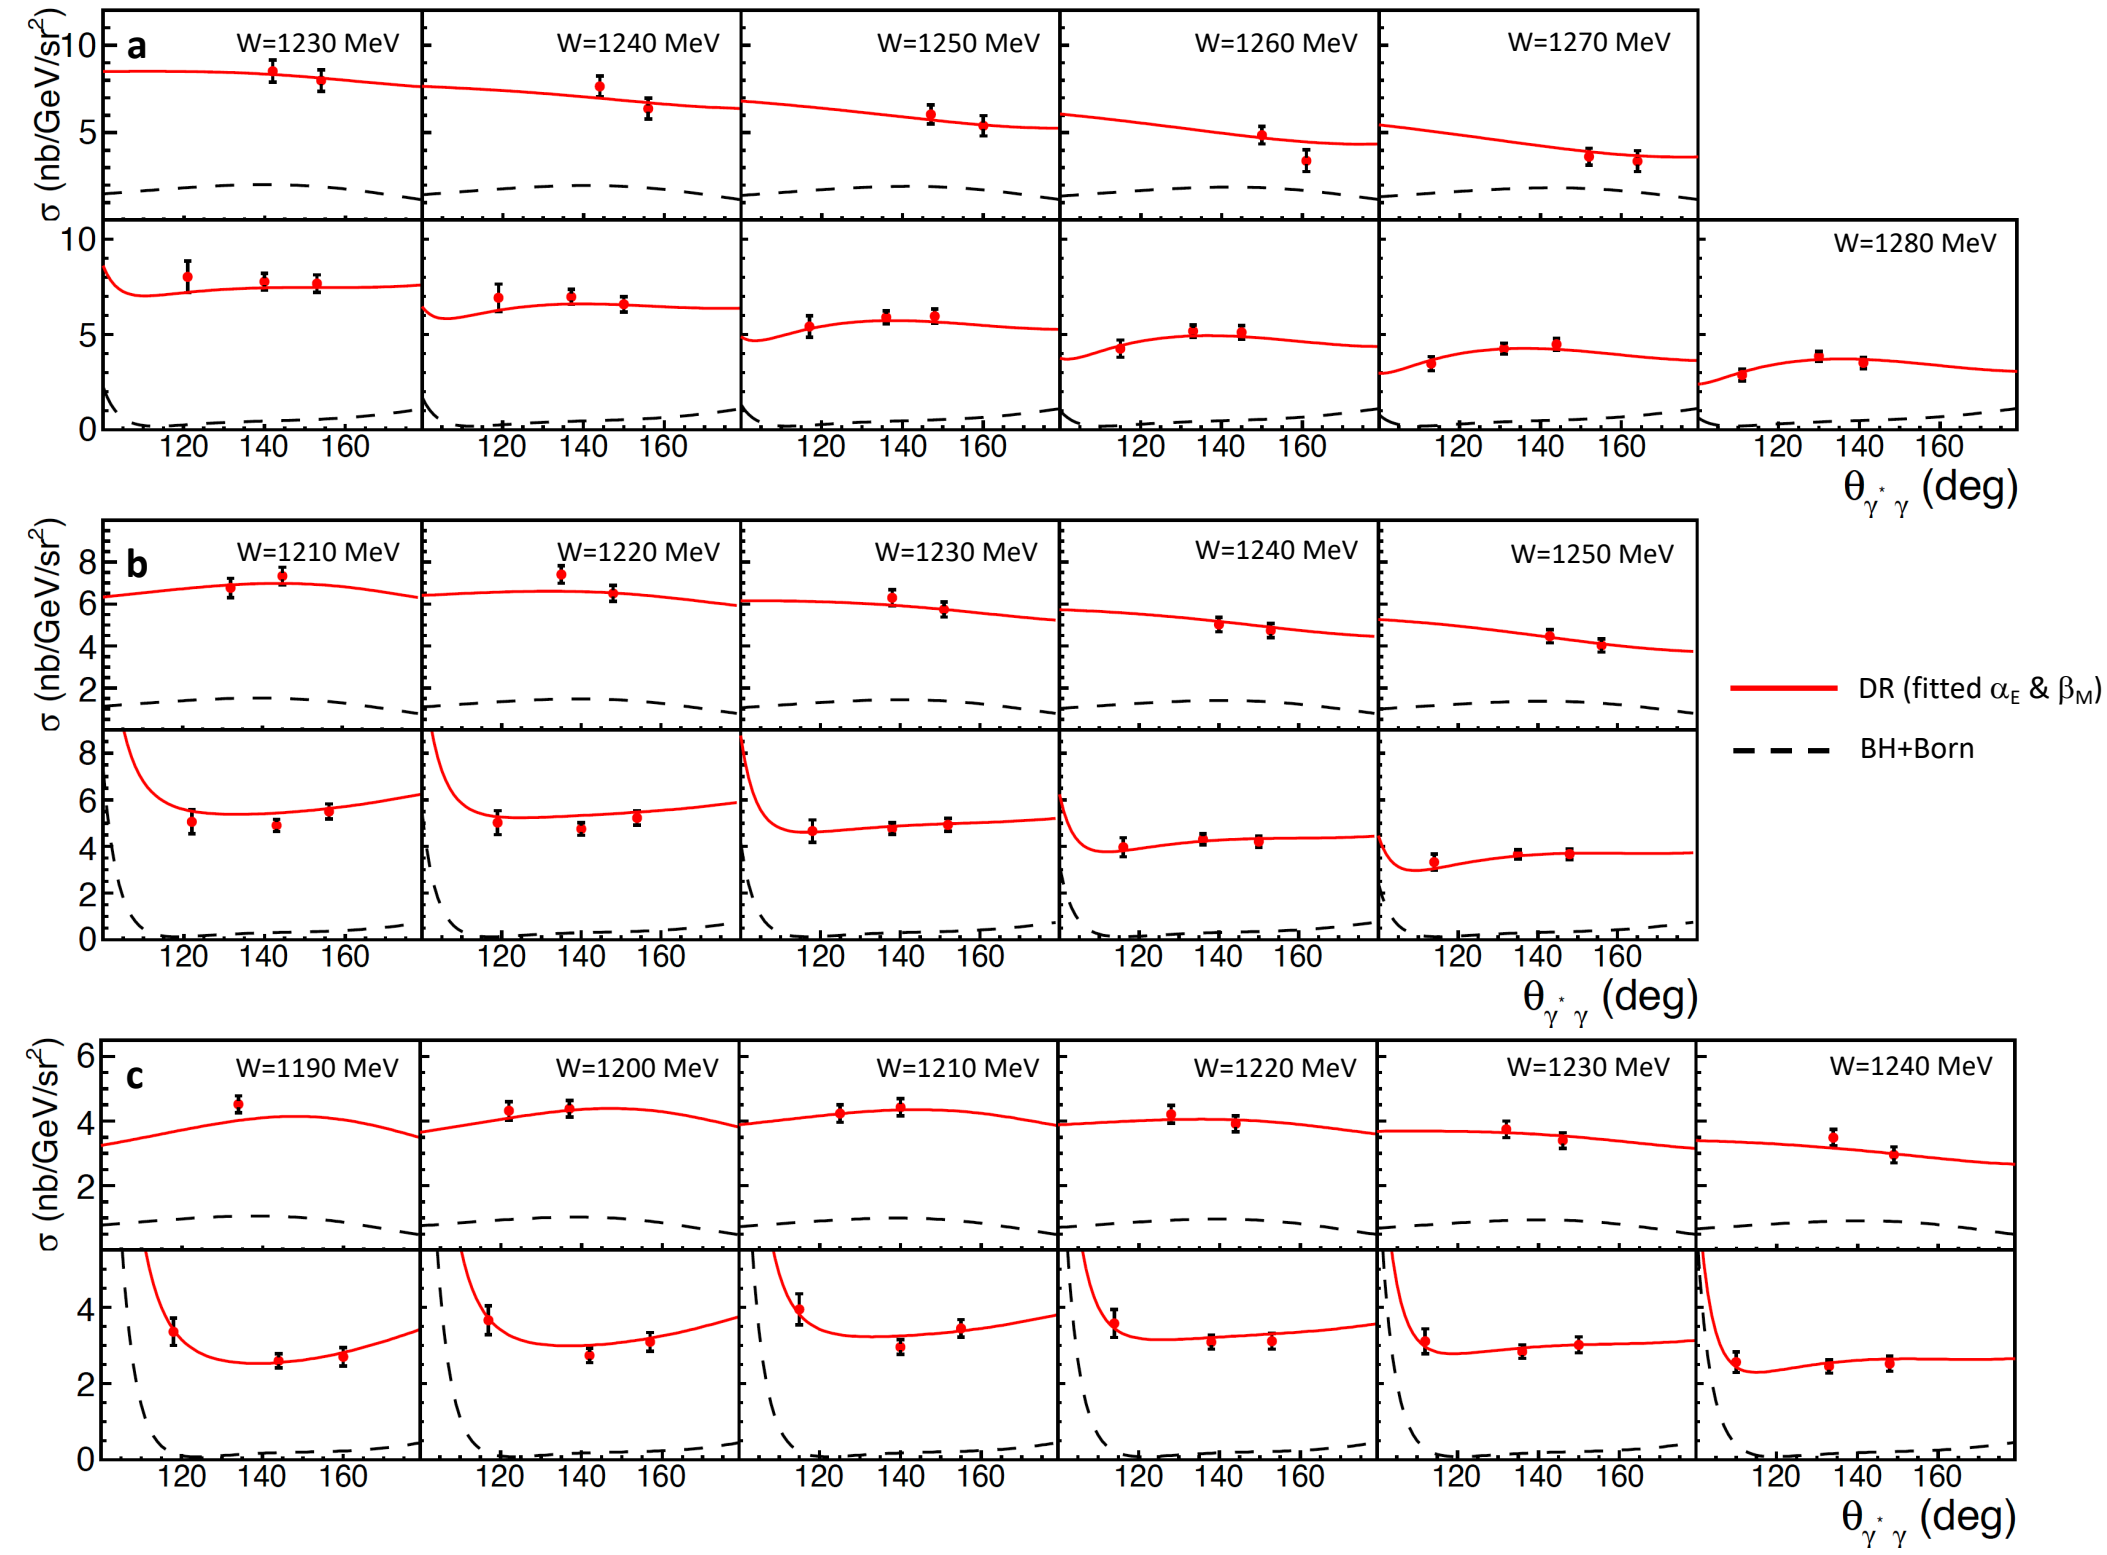 a
W=1230 MeV
W=1240 MeV
W=1250 MeV
W=1260 MeV
W=1270 MeV
σ (nb/GeV/sr²)
10
5
W=1280 MeV
10
5
0
120 140 160 120 140 160 120 140 160 120 140 160 120 140 160 120 140 160
θγ*γ (deg)
b
W=1210 MeV
W=1220 MeV
W=1230 MeV
W=1240 MeV
W=1250 MeV
σ (nb/GeV/sr²)
8
6
4
2
8
6
4
2
0
120 140 160 120 140 160 120 140 160 120 140 160 120 140 160
θγ*γ (deg)
DR (fitted αE & βM)
BH+Born
c
W=1190 MeV
W=1200 MeV
W=1210 MeV
W=1220 MeV
W=1230 MeV
W=1240 MeV
σ (nb/GeV/sr²)
6
4
2
4
2
0
120 140 160 120 140 160 120 140 160 120 140 160 120 140 160 120 140 160
θγ*γ (deg)